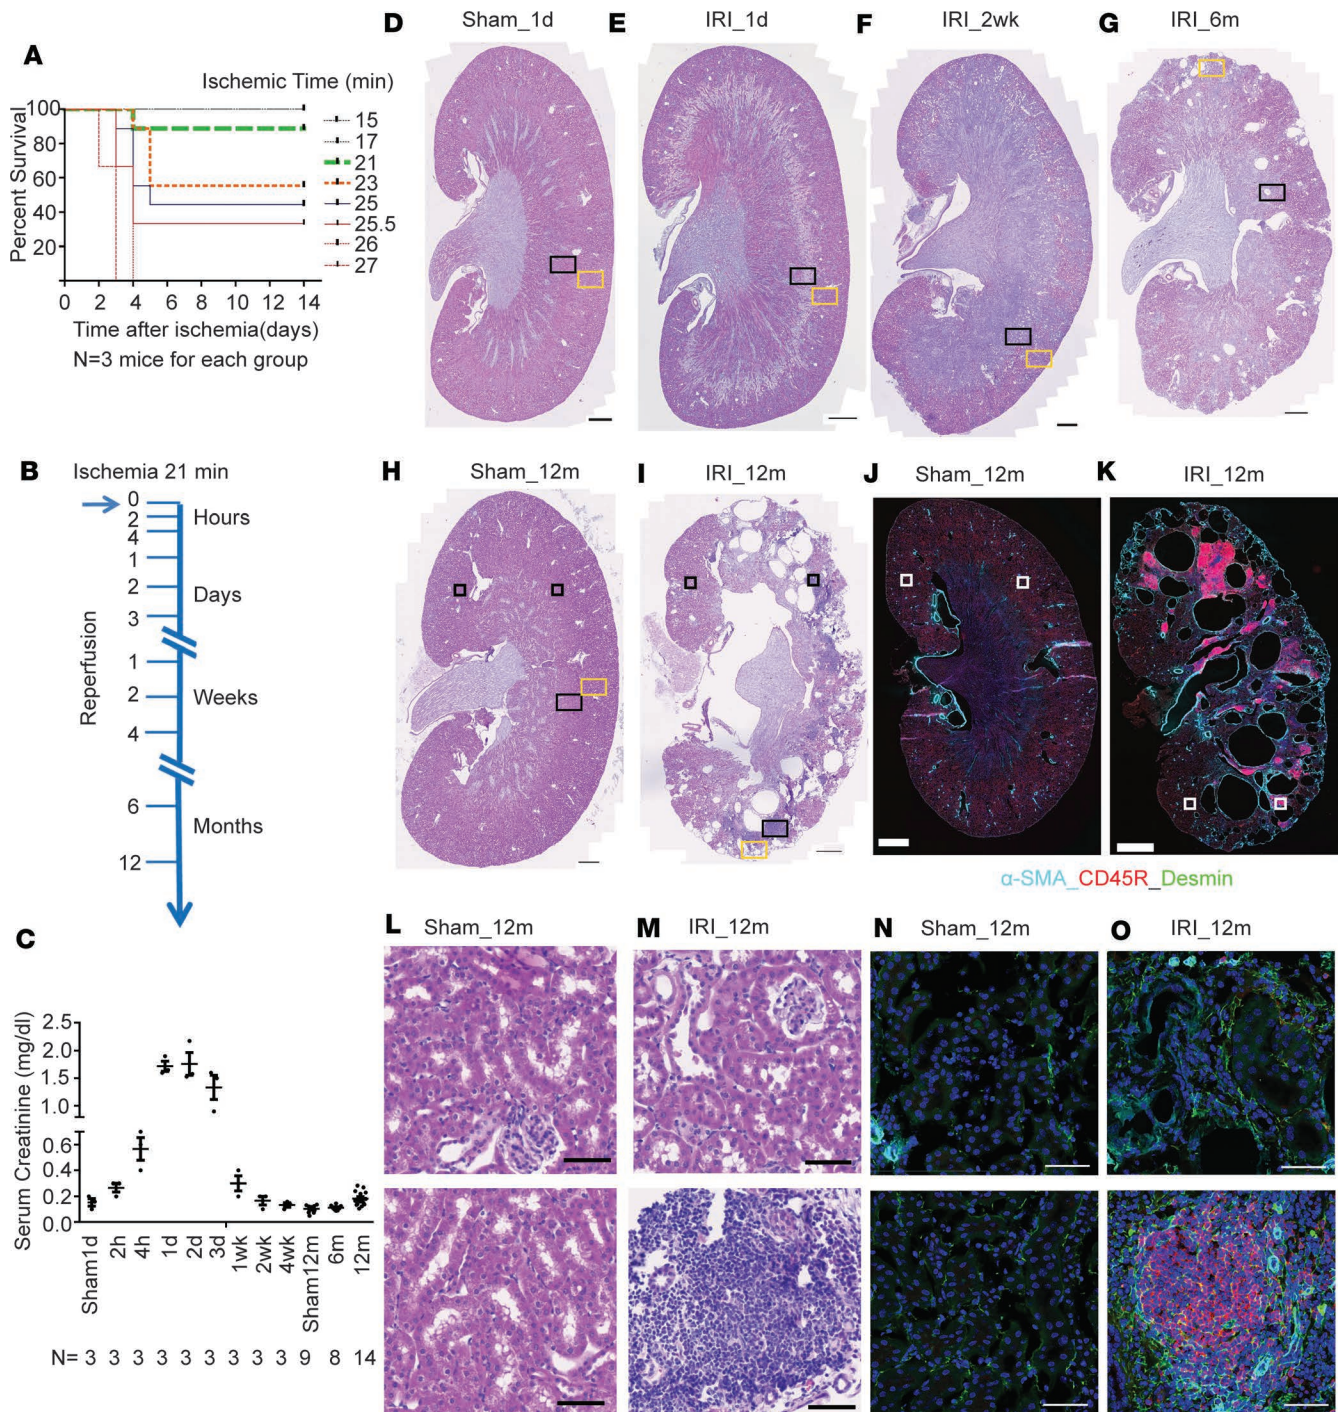 A
Ischemic Time (min)
Percent Survival
100
80
60
40
20
0 2 4 6 8 10 12 14
Time after ischemia(days)
N=3 mice for each group
15
17
21
23
25
25.5
26
27
B
Ischemia 21 min
Reperfusion
0
2
4
Hours
1
2
3
Days
1
2
4
Weeks
6
12
Months
C
Serum Creatinine (mg/dl)
2.5
2.0
1.5
1.0
0.6
0.4
0.2
0.0
Sham1d 2h 4h 1d 2d 3d 1wk 2wk 4wk Sham12m 6m 12m
N= 3 3 3 3 3 3 3 3 3 9 8 14
D Sham_1d
E IRI_1d
F IRI_2wk
G IRI_6m
H Sham_12m
I IRI_12m
J Sham_12m
K IRI_12m
α-SMA_CD45R_Desmin
L Sham_12m
M IRI_12m
N Sham_12m
O IRI_12m